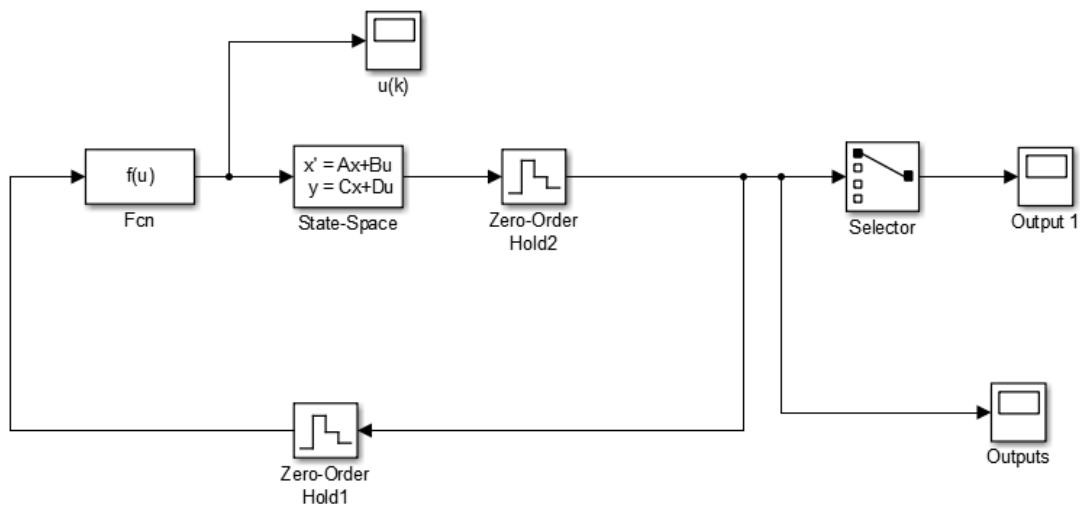 u(k)
f(u)
Fcn
x' = Ax+Bu
y = Cx+Du
State-Space
Zero-Order
Hold2
Selector
Output 1
Zero-Order
Hold1
Outputs